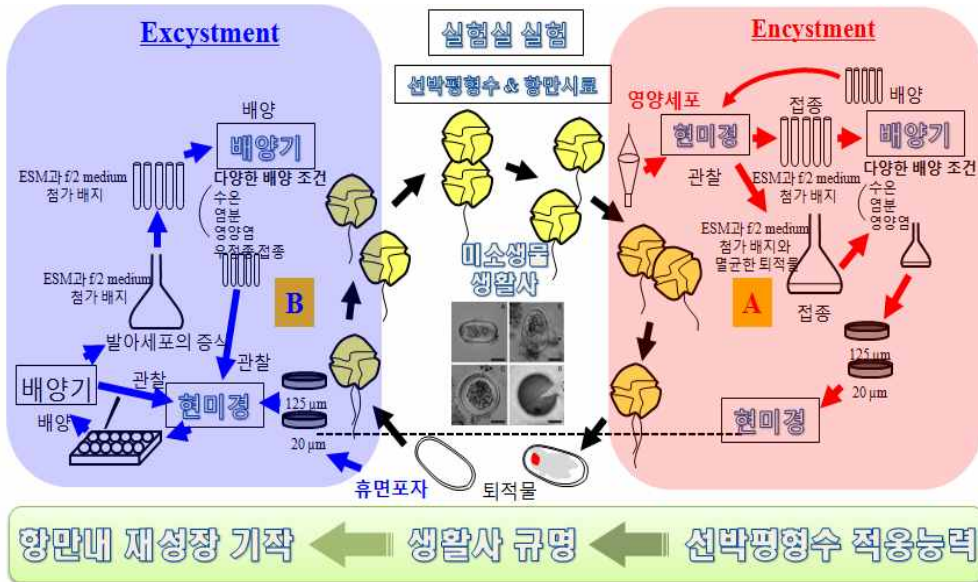 Excystment
배양
배양기
ESM과 f/2 medium
첨가 배지
다양한 배양 조건
수온
염분
영양염
우점종 접종
ESM과 f/2 medium
첨가 배지
B
발아세포의 증식
배양기
관찰
관찰
배양
현미경
125 μm
20 μm
휴면포자
실험실 실험
선박평형수 & 항만시료
미소생물
생활사
퇴적물
Encystment
영양세포
배양
접종
현미경
배양기
관찰
ESM과 f/2 medium
첨가 배지
다양한 배양 조건
수온
염분
영양염
ESM과 f/2 medium
첨가 배지와
멸균한 퇴적물
A
접종
125 μm
20 μm
현미경
항만내 재성장 기작
생활사 규명
선박평형수 적응능력